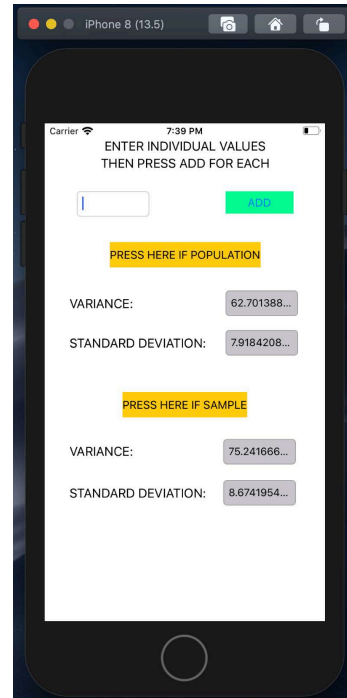 iPhone 8 (13.5)
Carrier 7:39 PM
ENTER INDIVIDUAL VALUES
THEN PRESS ADD FOR EACH
ADD
PRESS HERE IF POPULATION
VARIANCE: 62.701388...
STANDARD DEVIATION: 7.9184208...
PRESS HERE IF SAMPLE
VARIANCE: 75.241666...
STANDARD DEVIATION: 8.6741954...